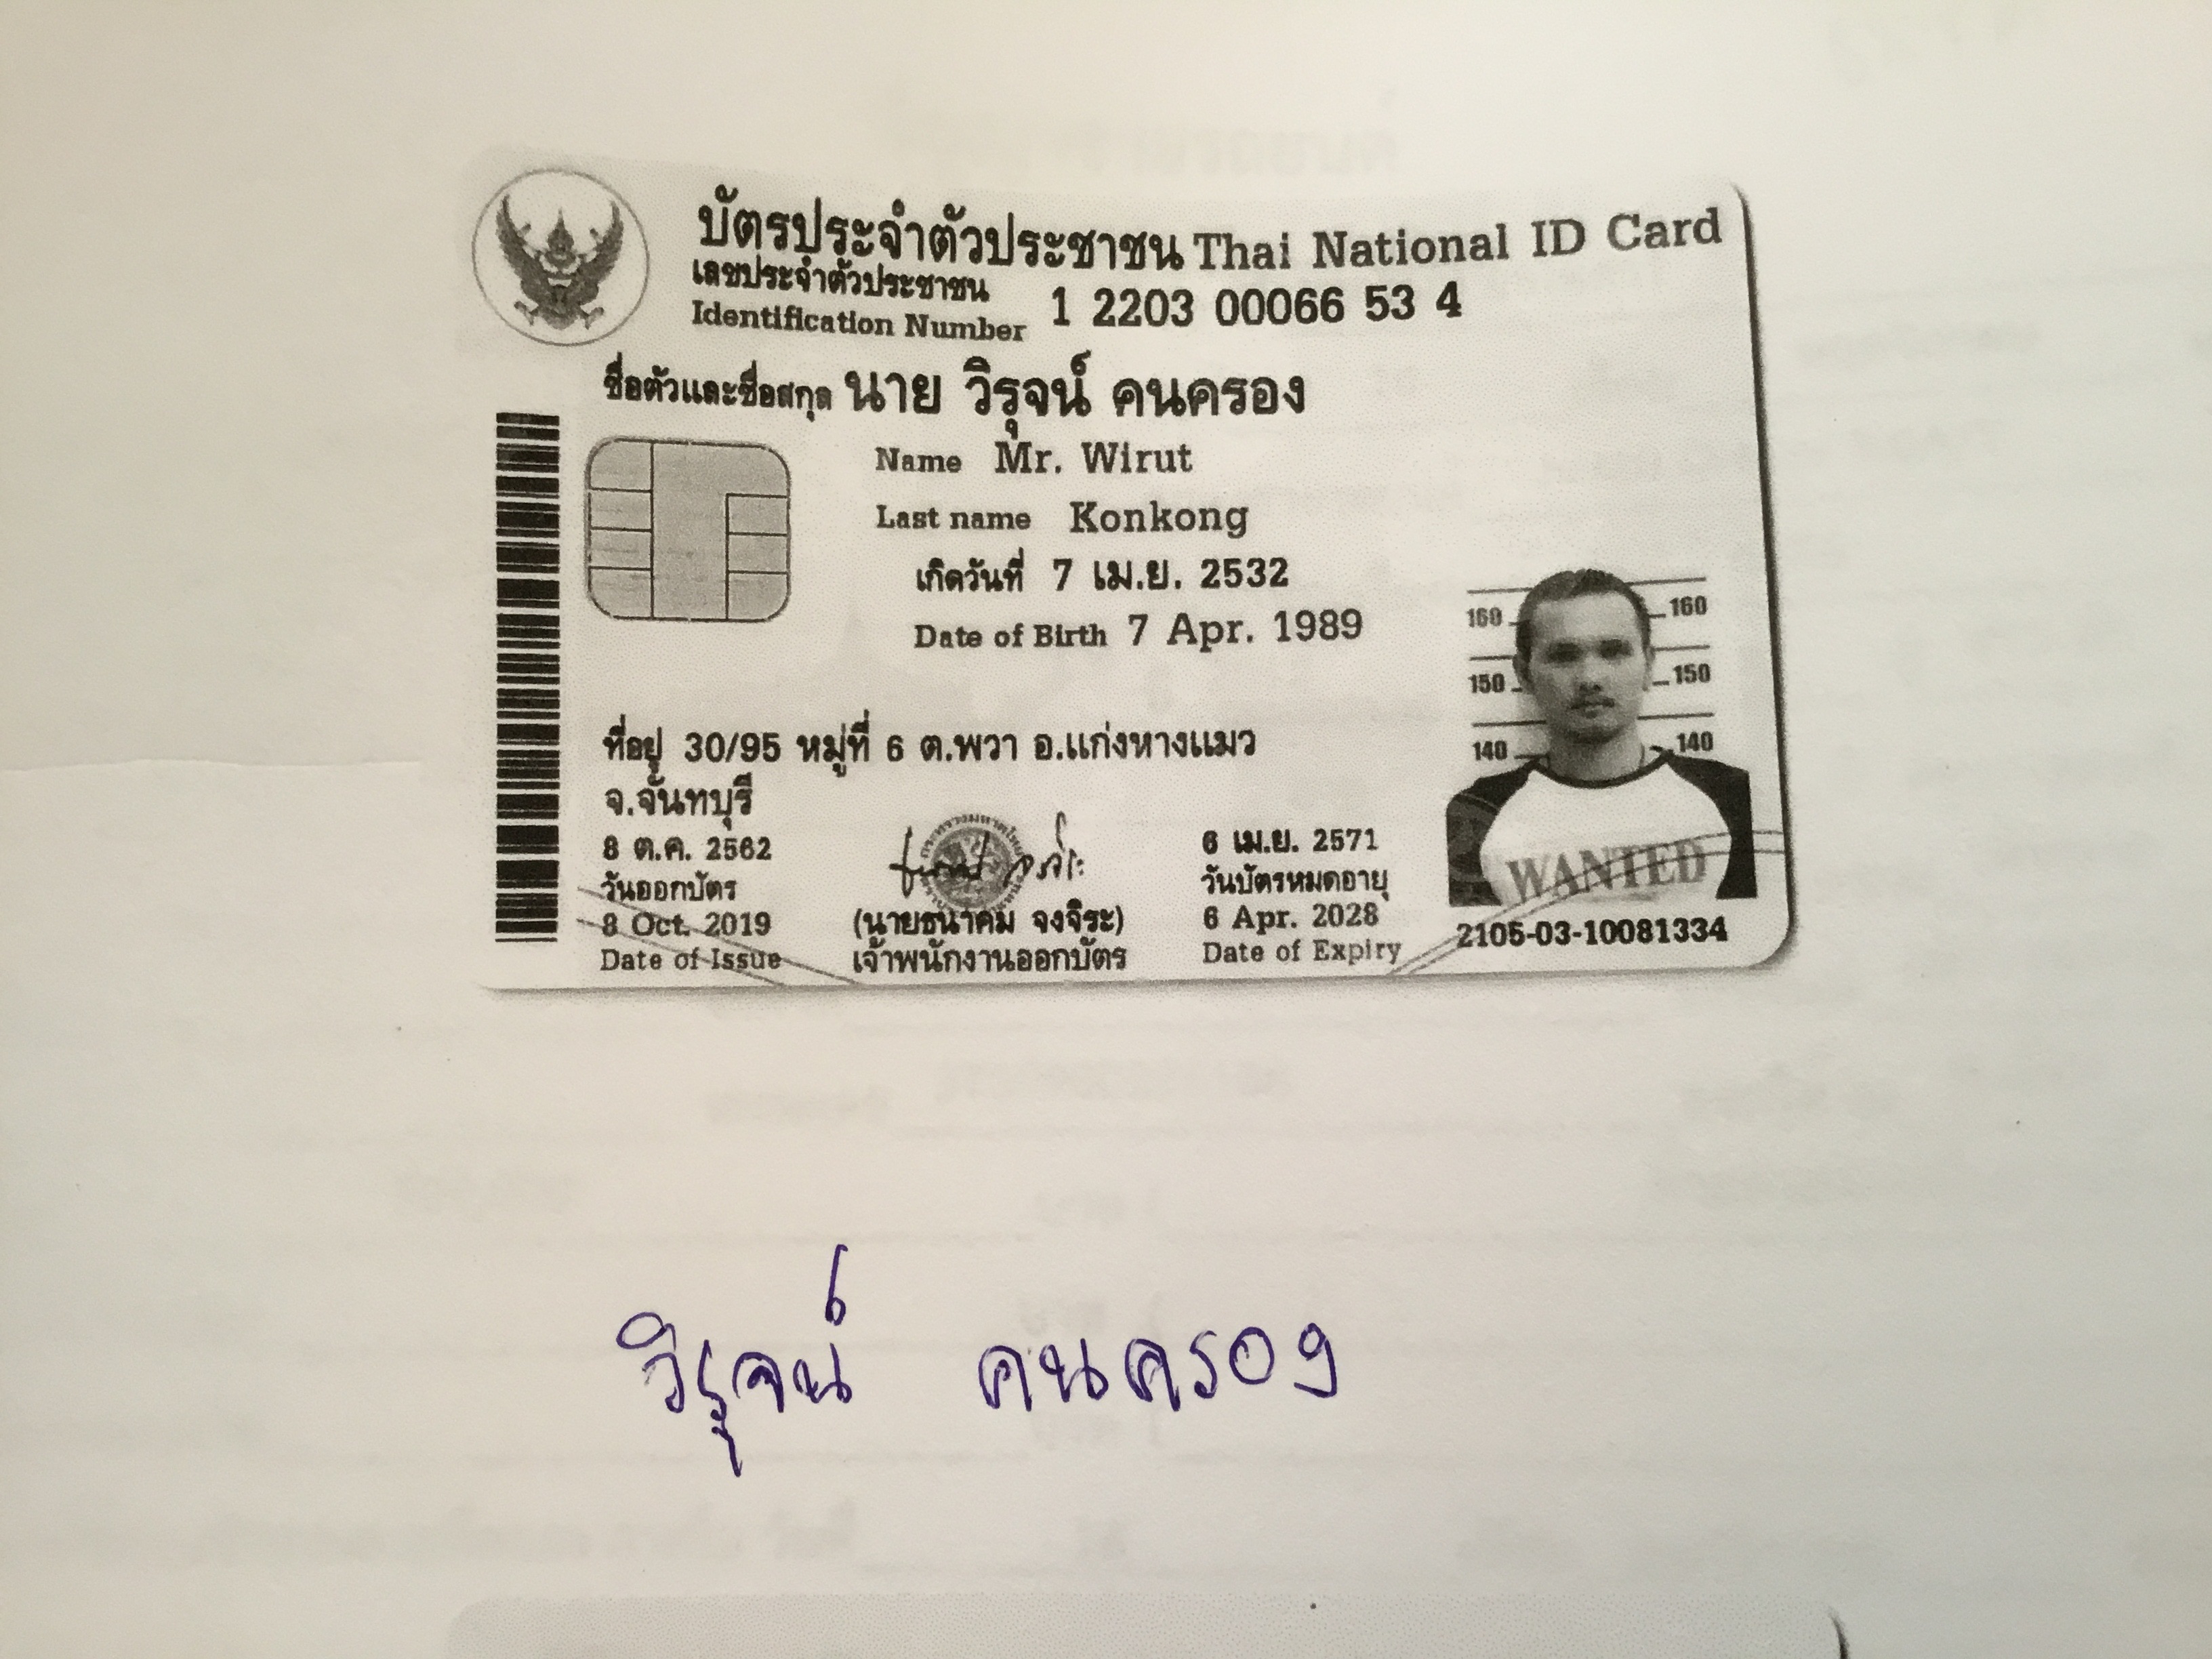 บัตรประจำตัวประชาชน Thai National ID Card
เลขประจำตัวประชาชน
Identification Number 1 2203 00066 53 4
ชื่อตัวและชื่อสกุล นาย วิรุจน์ คนครอง
Name Mr. Wirut
Last name Konkong
เกิดวันที่ 7 เม.ย. 2532
Date of Birth 7 Apr. 1989
160 160
150 150
140 140
ที่อยู่ 30/95 หมู่ที่ 6 ต.พวา อ.แก่งหางแมว
จ.จันทบุรี
8 ต.ค. 2562
วันออกบัตร
8 Oct. 2019
Date of Issue
(นายธนาคม จงจิระ)
เจ้าพนักงานออกบัตร
6 เม.ย. 2571
วันบัตรหมดอายุ
6 Apr. 2028
Date of Expiry
WANTED
2105-03-10081334
วิรุจน์ คนครอง